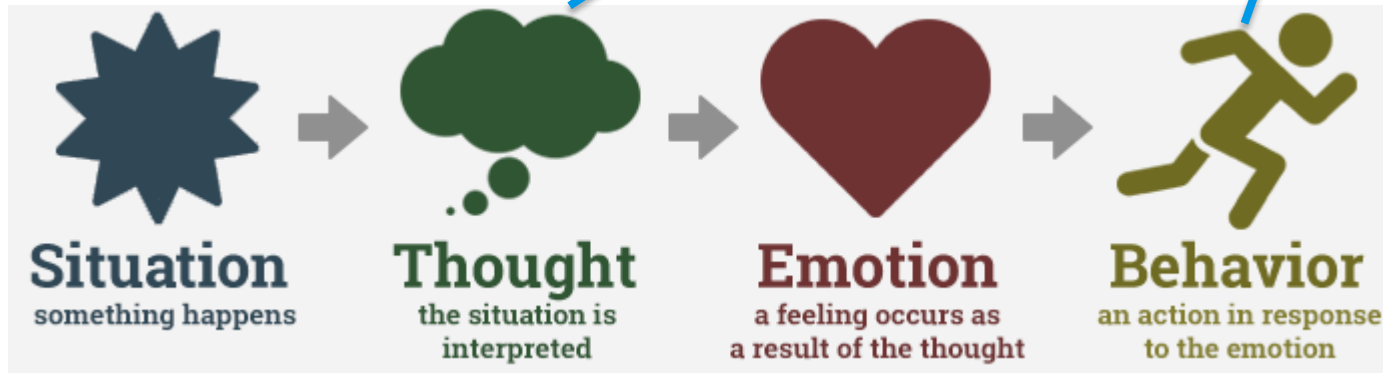 Situation
something happens
Thought
the situation is
interpreted
Emotion
a feeling occurs as
a result of the thought
Behavior
an action in response
to the emotion